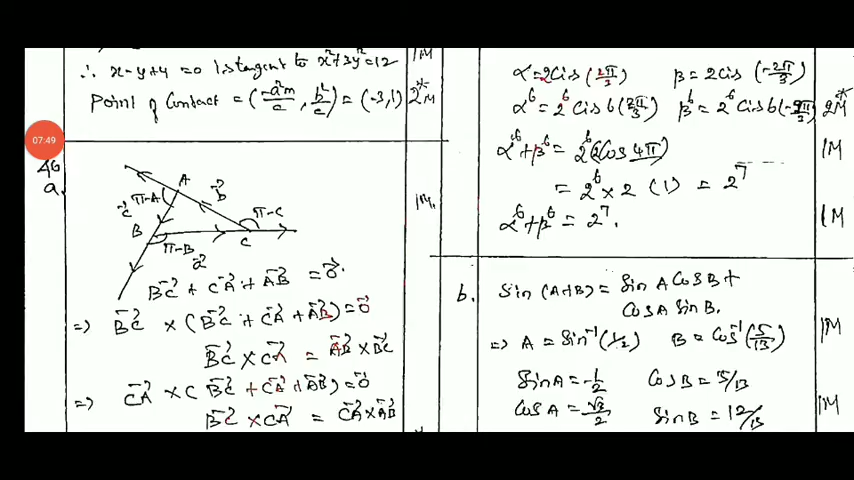 ∴ x-y+4=0 is tangent to x²+3y²=12
1M
Point of Contact = (-a²m/c, b²/c) = (-3,1)
2*M
07:49
46
a.
A
π-A
c⃗
b⃗
B
π-C
π-B
C
a⃗
1M.
BC⃗ + CA⃗ + AB⃗ = 0⃗.
=> BC⃗ × (BC⃗ + CA⃗ + AB⃗) = 0⃗
BC⃗ × CA⃗ = AB⃗ × BC⃗
=> CA⃗ × (BC⃗ + CA⃗ + AB⃗) = 0⃗
BC⃗ × CA⃗ = CA⃗ × AB⃗
α = 2Cis(2π/3) β = 2Cis(-2π/3)
α⁶ = 2⁶ Cis 6(2π/3) β⁶ = 2⁶ Cis 6(-2π/3)
2M*
α⁶+β⁶ = 2⁶(2Cos 4π)
1M
= 2⁶ × 2 (1) = 2⁷
α⁶+β⁶ = 2⁷.
1M
b. Sin(A+B) = Sin A Cos B +
Cos A Sin B.
=> A = Sin⁻¹(1/2) B = Cos⁻¹(5/13)
1M
Sin A = 1/2 Cos B = 5/13
Cos A = √3/2 Sin B = 12/13
1M